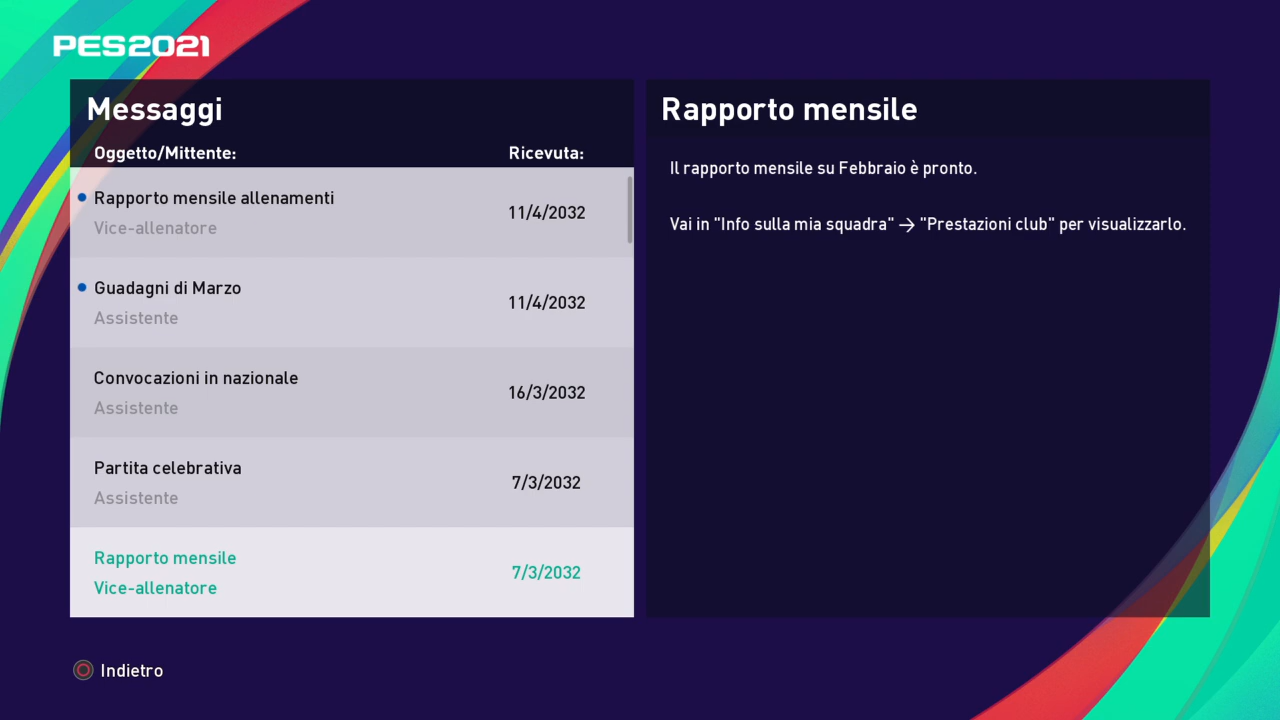 PES2021
Messaggi
Oggetto/Mittente: Ricevuta:
Rapporto mensile allenamenti
Vice-allenatore
11/4/2032
Guadagni di Marzo
Assistente
11/4/2032
Convocazioni in nazionale
Assistente
16/3/2032
Partita celebrativa
Assistente
7/3/2032
Rapporto mensile
Vice-allenatore
7/3/2032
Rapporto mensile
Il rapporto mensile su Febbraio è pronto.
Vai in "Info sulla mia squadra" → "Prestazioni club" per visualizzarlo.
Indietro